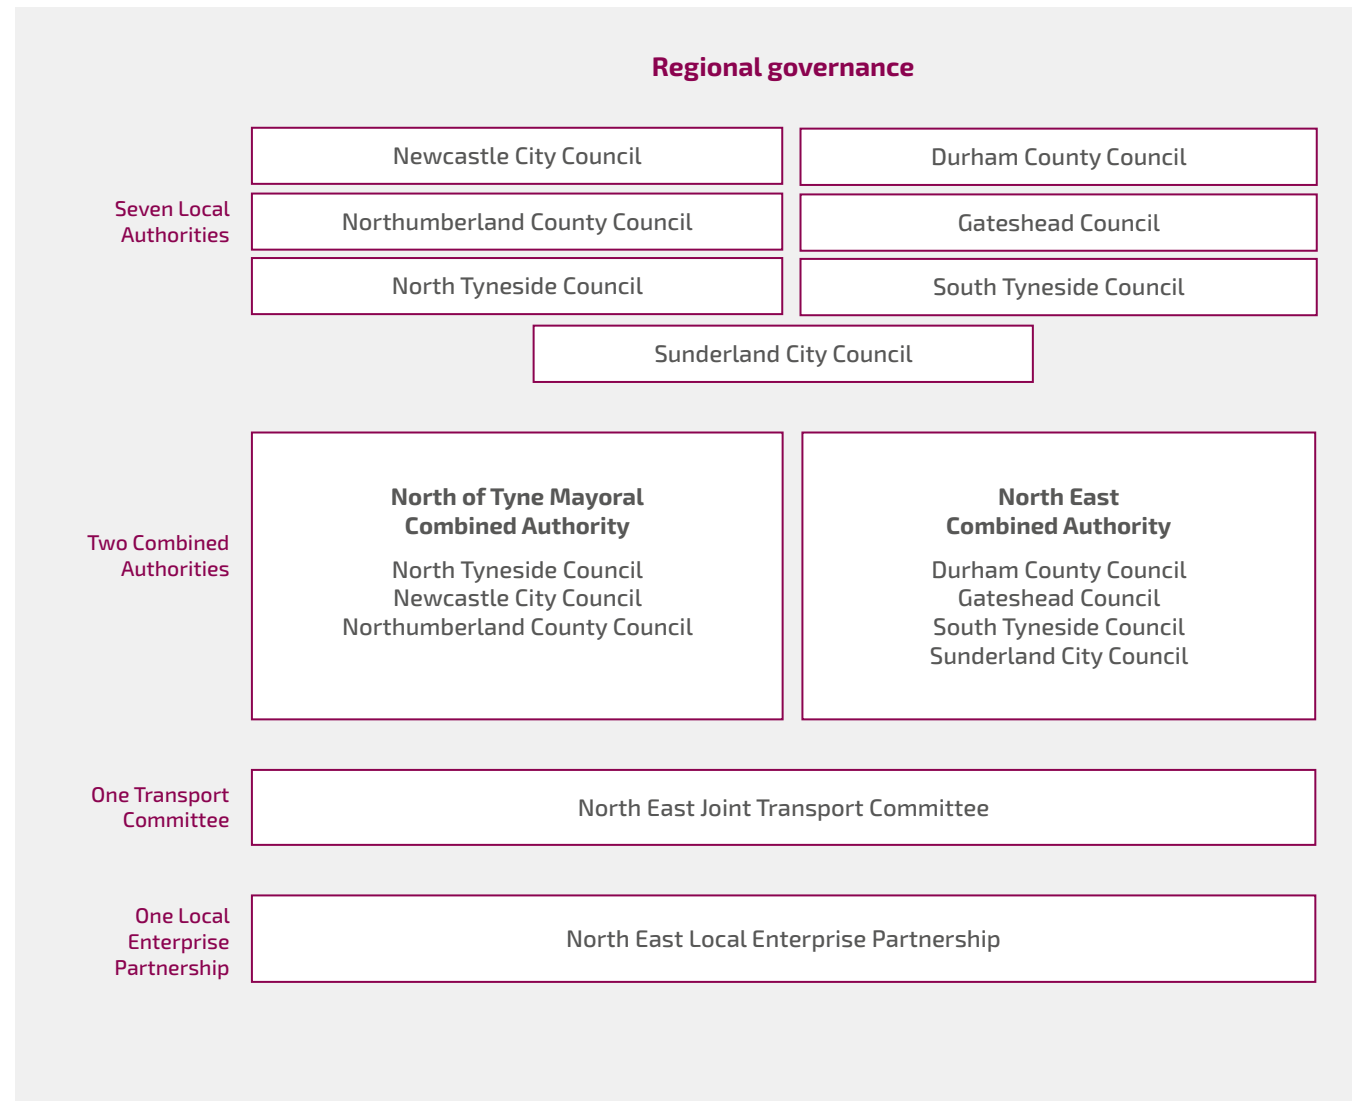 Regional governance
Seven Local
Authorities
Newcastle City Council
Durham County Council
Northumberland County Council
Gateshead Council
North Tyneside Council
South Tyneside Council
Sunderland City Council
Two Combined
Authorities
North of Tyne Mayoral
Combined Authority
North Tyneside Council
Newcastle City Council
Northumberland County Council
North East
Combined Authority
Durham County Council
Gateshead Council
South Tyneside Council
Sunderland City Council
One Transport
Committee
North East Joint Transport Committee
One Local
Enterprise
Partnership
North East Local Enterprise Partnership